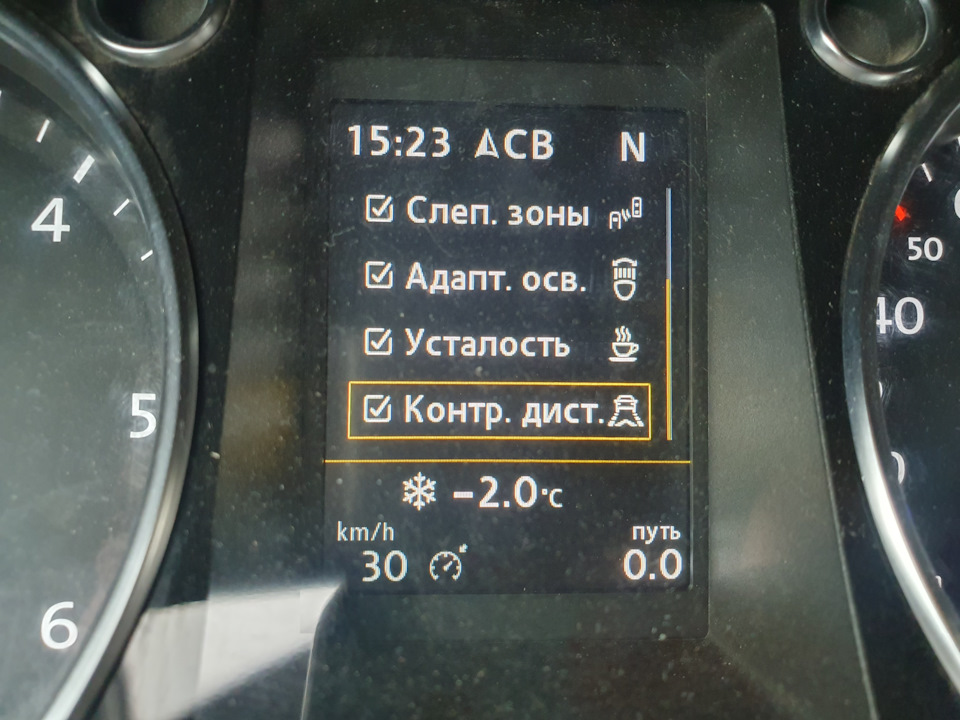 15:23 СВ N
Слеп. зоны
Адапт. осв.
Усталость
Контр. дист.
-2.0°C
km/h путь
30 0.0
4
5
6
50
40